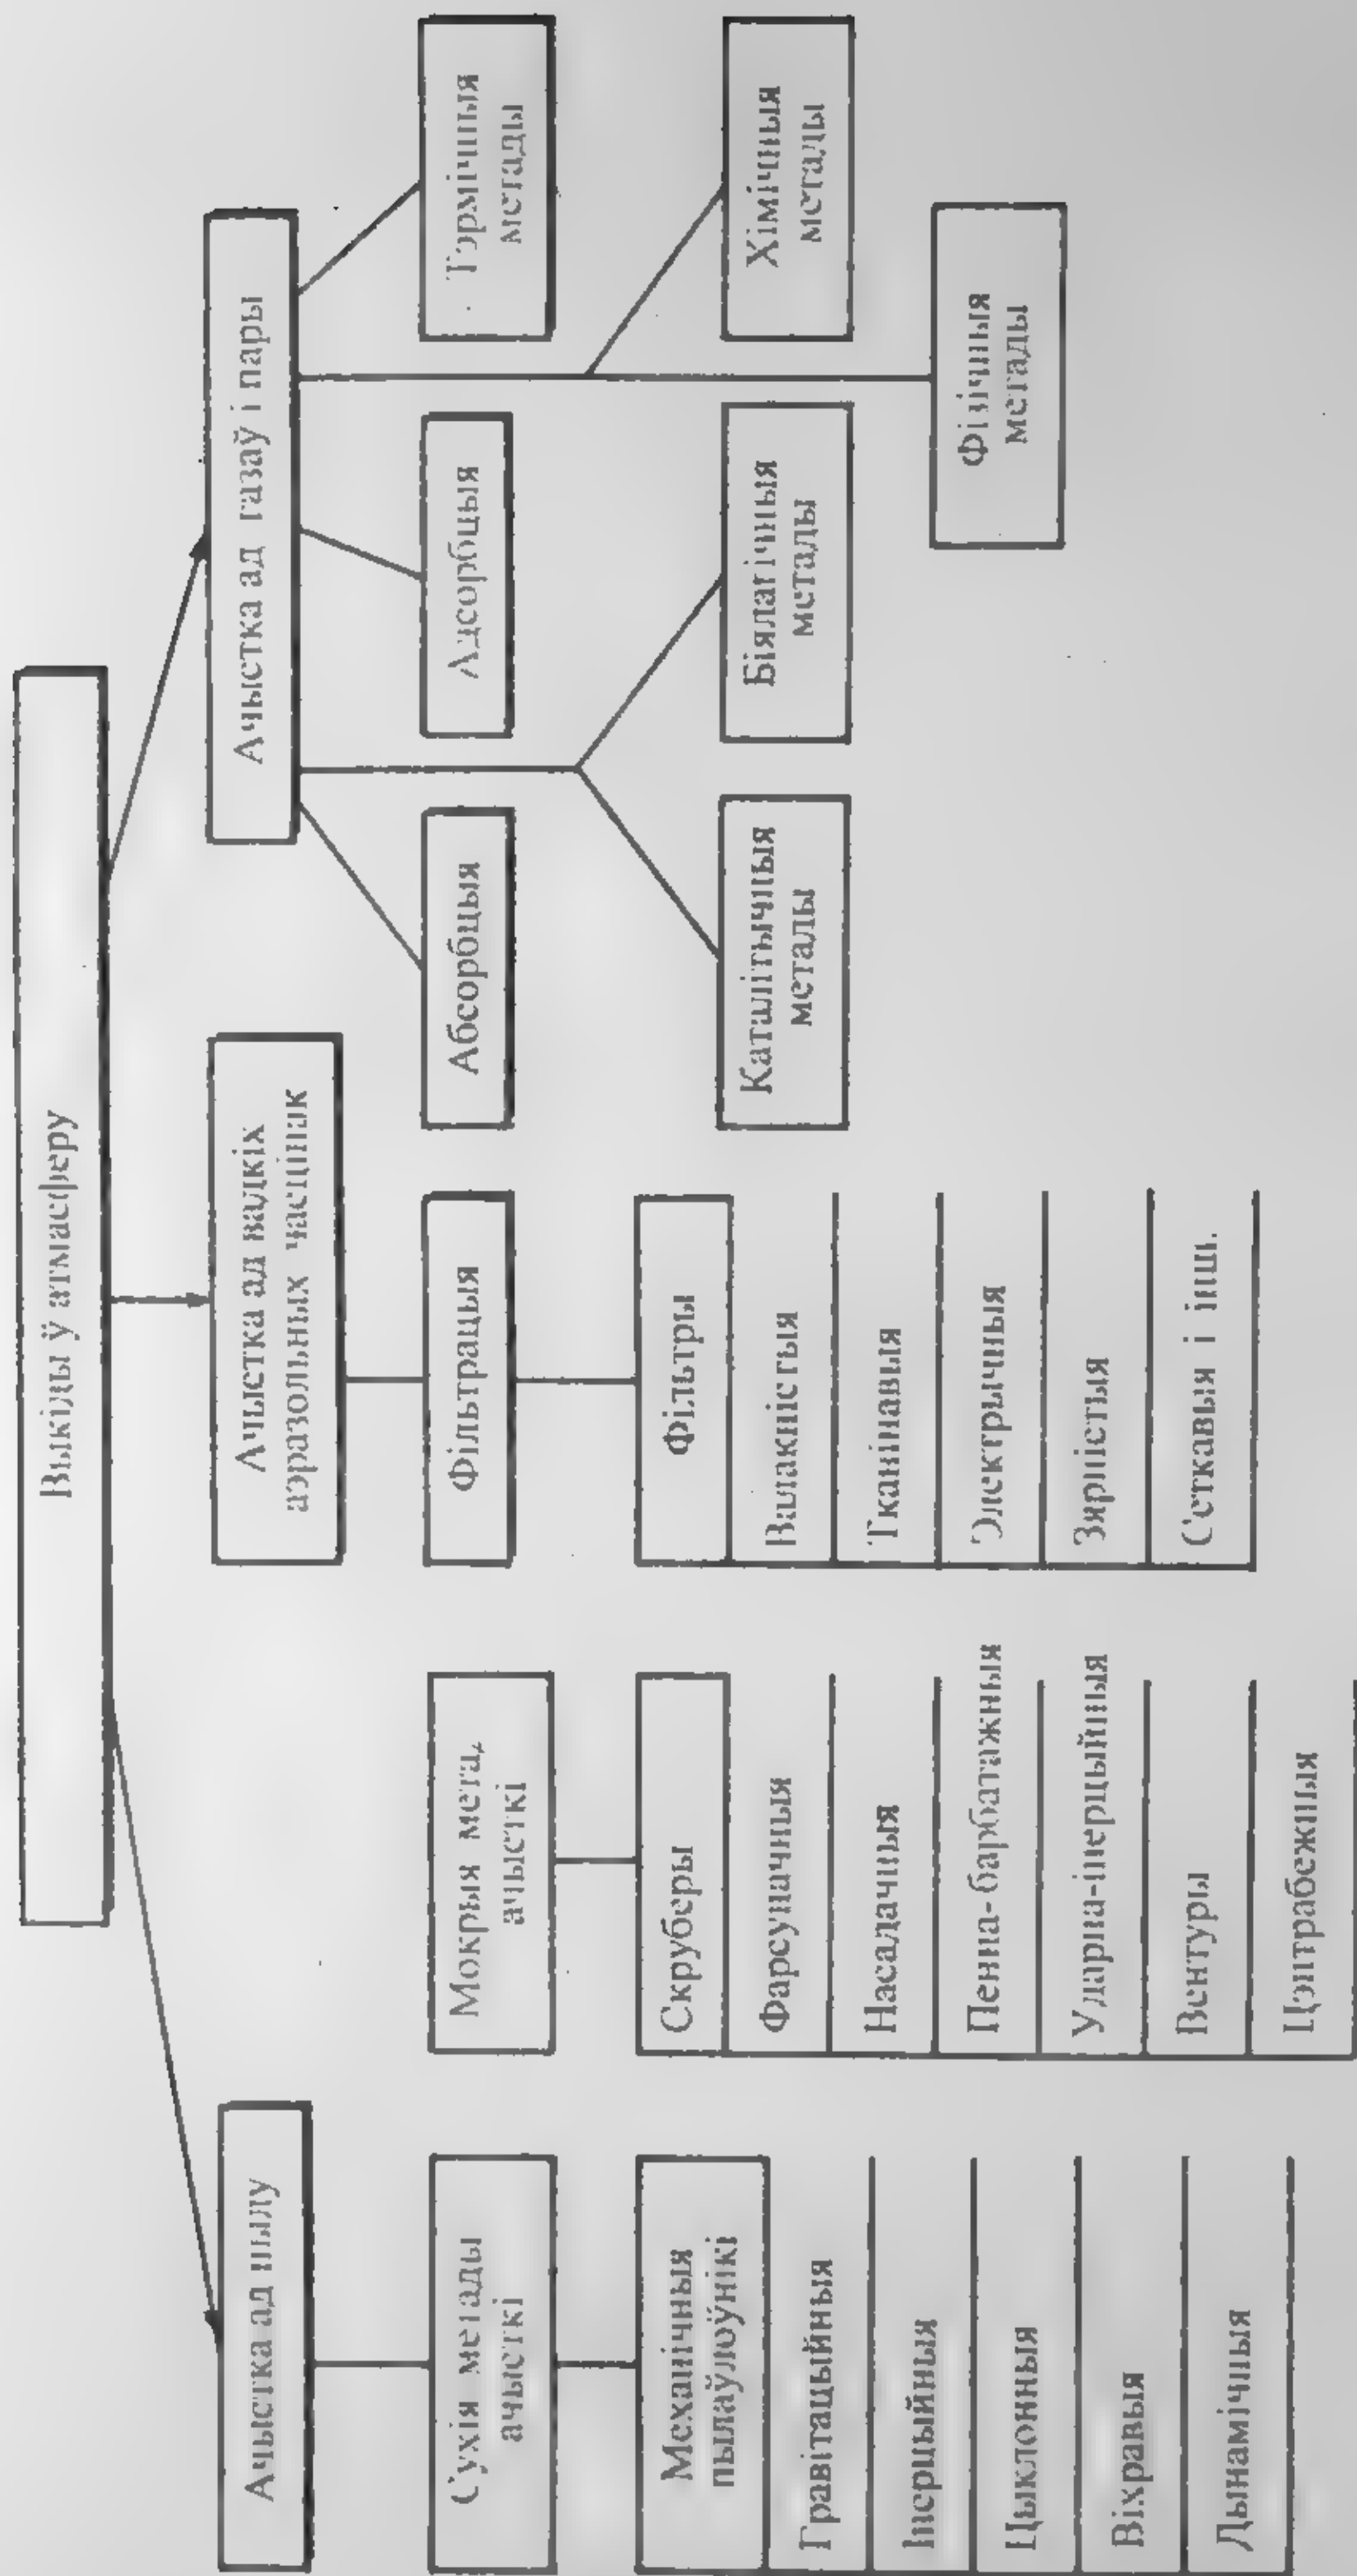 Выкіды ў атмасферу
Ачыстка ад пылу
Ачыстка ад вадкіх
аэразольных часцінак
Ачыстка ад газаў і пары
Сухія метады
ачысткі
Мокрыя мета,
ачысткі
Фільтрацыя
Абсорбцыя
Адсорбцыя
Тэрмічныя
метады
Механічныя
пылаўлоўнікі
Гравітацыйныя
Інерцыйныя
Цыклонныя
Віхравыя
Дынамічныя
Скруберы
Фарсуначныя
Насадачныя
Пенна-барбатажныя
Ударна-інерцыйныя
Вентуры
Цэнтрабежныя
Фільтры
Валакністыя
Тканінавыя
Электрычныя
Зярністыя
Сеткавыя і інш.
Каталітычныя
метады
Біялагічныя
метады
Хімічныя
метады
Фізічныя
метады